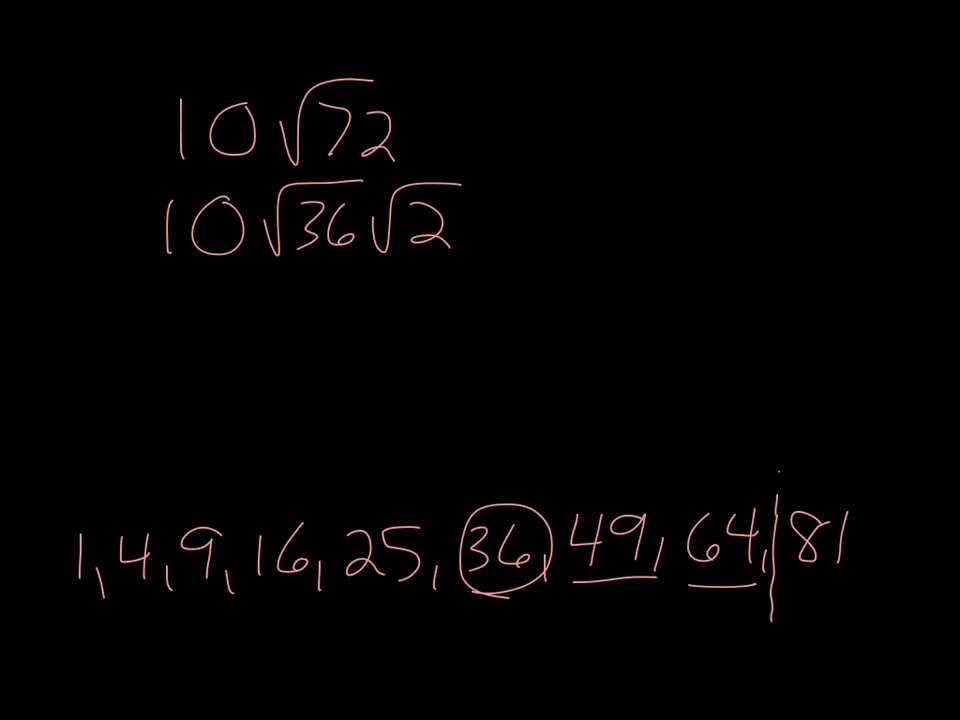 10√72
10√36√2
1, 4, 9, 16, 25, 36, 49, 64, 81